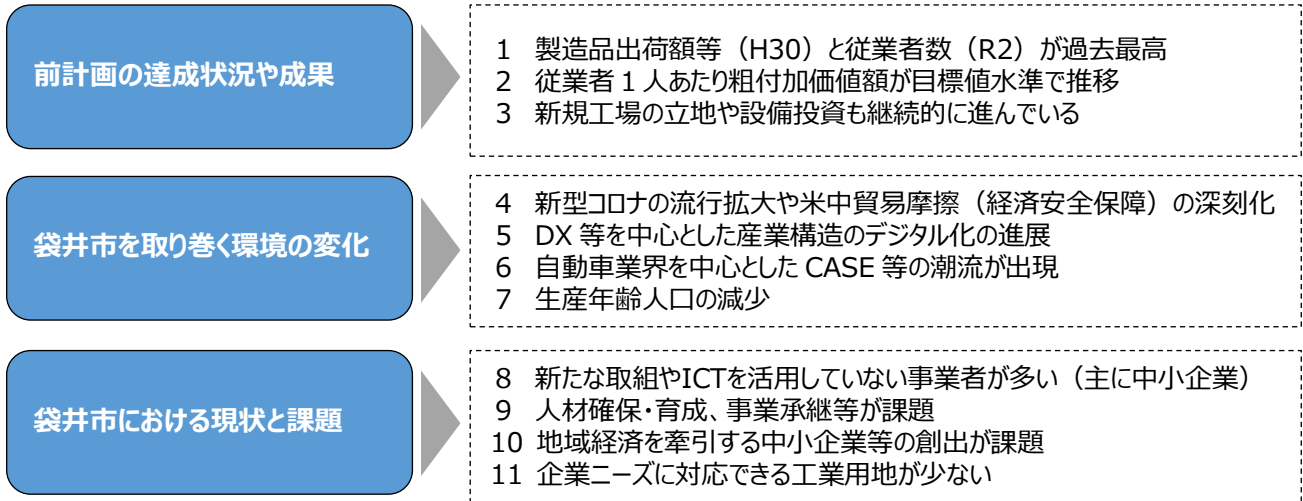 前計画の達成状況や成果
1 製造品出荷額等（H30）と従業者数（R2）が過去最高
2 従業者1人あたり粗付加価値額が目標値水準で推移
3 新規工場の立地や設備投資も継続的に進んでいる
袋井市を取り巻く環境の変化
4 新型コロナの流行拡大や米中貿易摩擦（経済安全保障）の深刻化
5 DX 等を中心とした産業構造のデジタル化の進展
6 自動車業界を中心とした CASE 等の潮流が出現
7 生産年齢人口の減少
袋井市における現状と課題
8 新たな取組やICTを活用していない事業者が多い（主に中小企業）
9 人材確保・育成、事業承継等が課題
10 地域経済を牽引する中小企業等の創出が課題
11 企業ニーズに対応できる工業用地が少ない